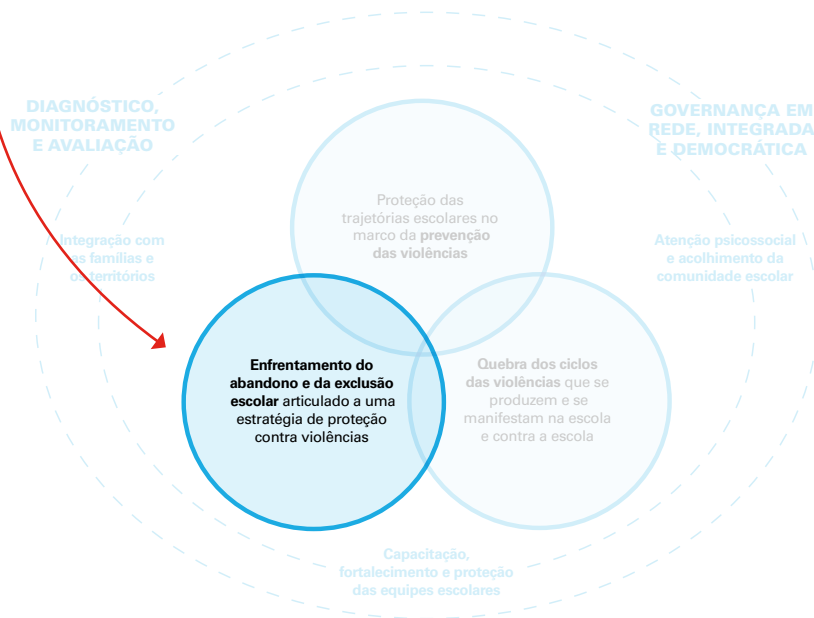 DIAGNÓSTICO,
MONITORAMENTO
E AVALIAÇÃO
GOVERNANÇA EM
REDE, INTEGRADA
E DEMOCRÁTICA
Proteção das
trajetórias escolares no
marco da prevenção
das violências
Integração com
as famílias e
os territórios
Atenção psicossocial
e acolhimento da
comunidade escolar
Enfrentamento do
abandono e da exclusão
escolar articulado a uma
estratégia de proteção
contra violências
Quebra dos ciclos
das violências que se
produzem e se
manifestam na escola
e contra a escola
Capacitação,
fortalecimento e proteção
das equipes escolares